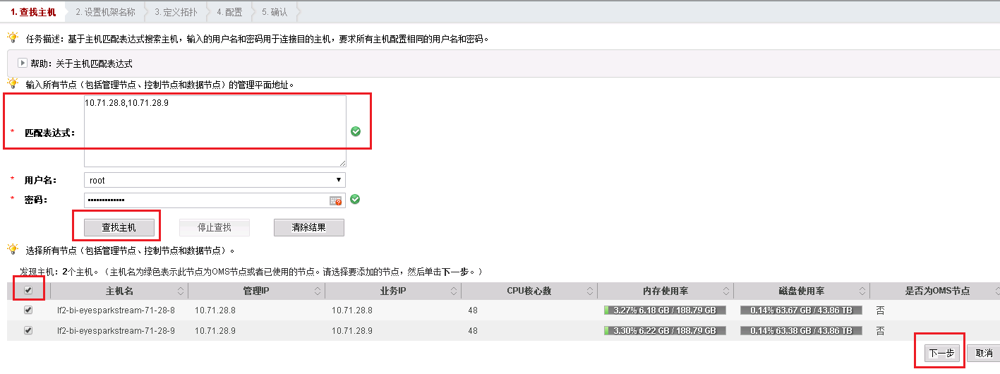 1. 查找主机 2. 设置机架名称 3. 定义拓扑 4. 配置 5. 确认
任务描述：基于主机匹配表达式搜索主机，输入的用户名和密码用于连接目的主机，要求所有主机配置相同的用户名和密码。
帮助：关于主机匹配表达式
输入所有节点（包括管理节点、控制节点和数据节点）的管理平面地址。
10.71.28.8,10.71.28.9
* 匹配表达式：
* 用户名： root
* 密码： •••••••••••••
查找主机 停止查找 清除结果
选择所有节点（包括管理节点、控制节点和数据节点）。
发现主机：2个主机。（主机名为绿色表示此节点为OMS节点或者已使用的节点。请选择要添加的节点，然后单击下一步。）
主机名 管理IP 业务IP CPU核心数 内存使用率 磁盘使用率 是否为OMS节点
lf2-bi-eyesparkstream-71-28-8 10.71.28.8 10.71.28.8 48 3.27% 6.18 GB / 188.79 GB 0.14% 63.67 GB / 43.86 TB 否
lf2-bi-eyesparkstream-71-28-9 10.71.28.9 10.71.28.9 48 3.30% 6.22 GB / 188.79 GB 0.14% 63.38 GB / 43.86 TB 否
下一步 取消